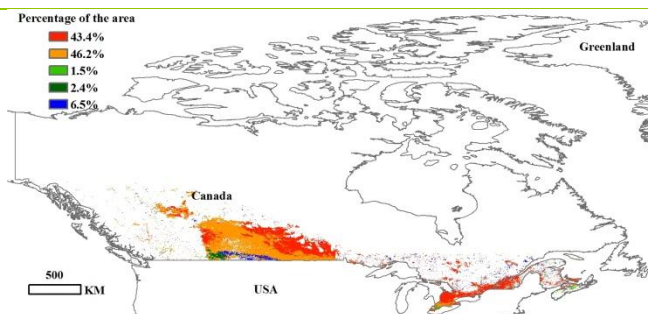 Percentage of the area
43.4%
46.2%
1.5%
2.4%
6.5%
Greenland
Canada
500
KM
USA